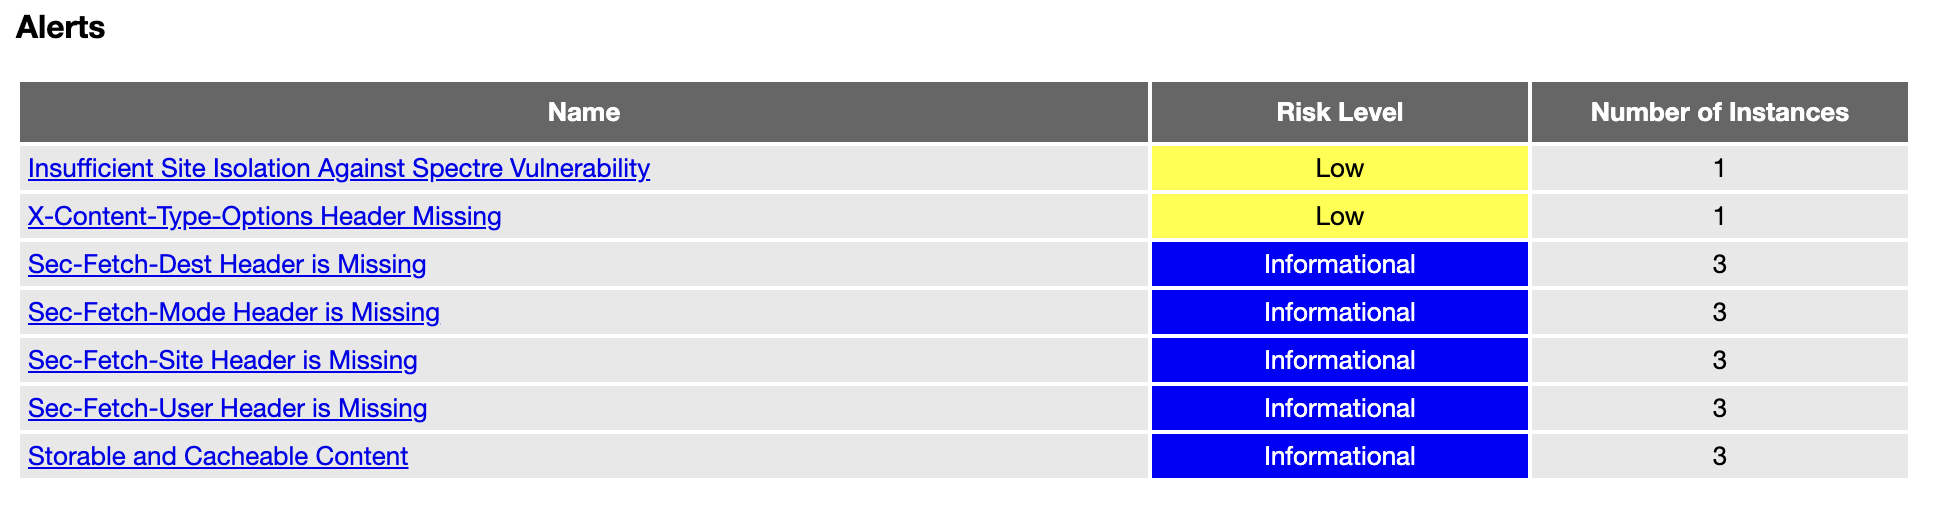 Alerts
Name Risk Level Number of Instances
Insufficient Site Isolation Against Spectre Vulnerability Low 1
X-Content-Type-Options Header Missing Low 1
Sec-Fetch-Dest Header is Missing Informational 3
Sec-Fetch-Mode Header is Missing Informational 3
Sec-Fetch-Site Header is Missing Informational 3
Sec-Fetch-User Header is Missing Informational 3
Storable and Cacheable Content Informational 3